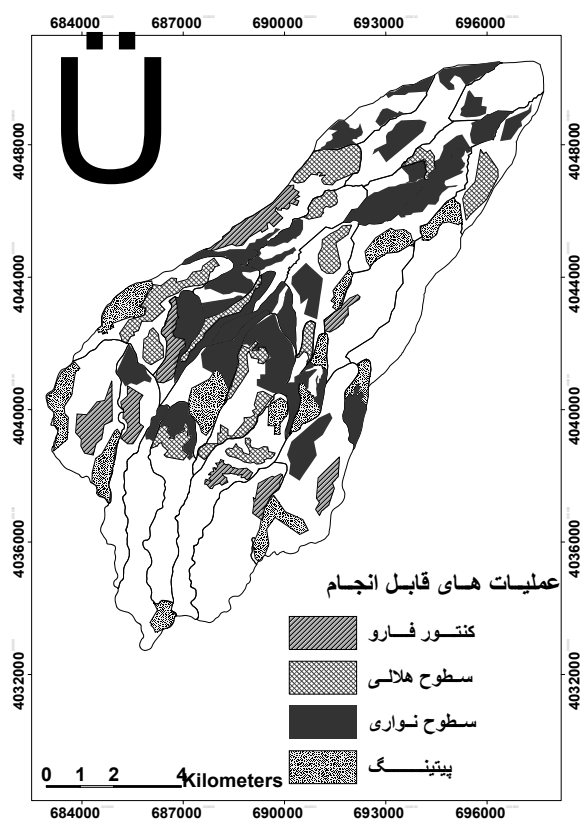 684000 687000 690000 693000 696000
Ü
4048000 4048000
4044000 4044000
4040000 4040000
4036000 4036000
عملیات های قابل انجام
کنتور فارو
سطوح هلالی
4032000 4032000
سطوح نواری
پیتینگ
0 1 2 4 Kilometers
684000 687000 690000 693000 696000